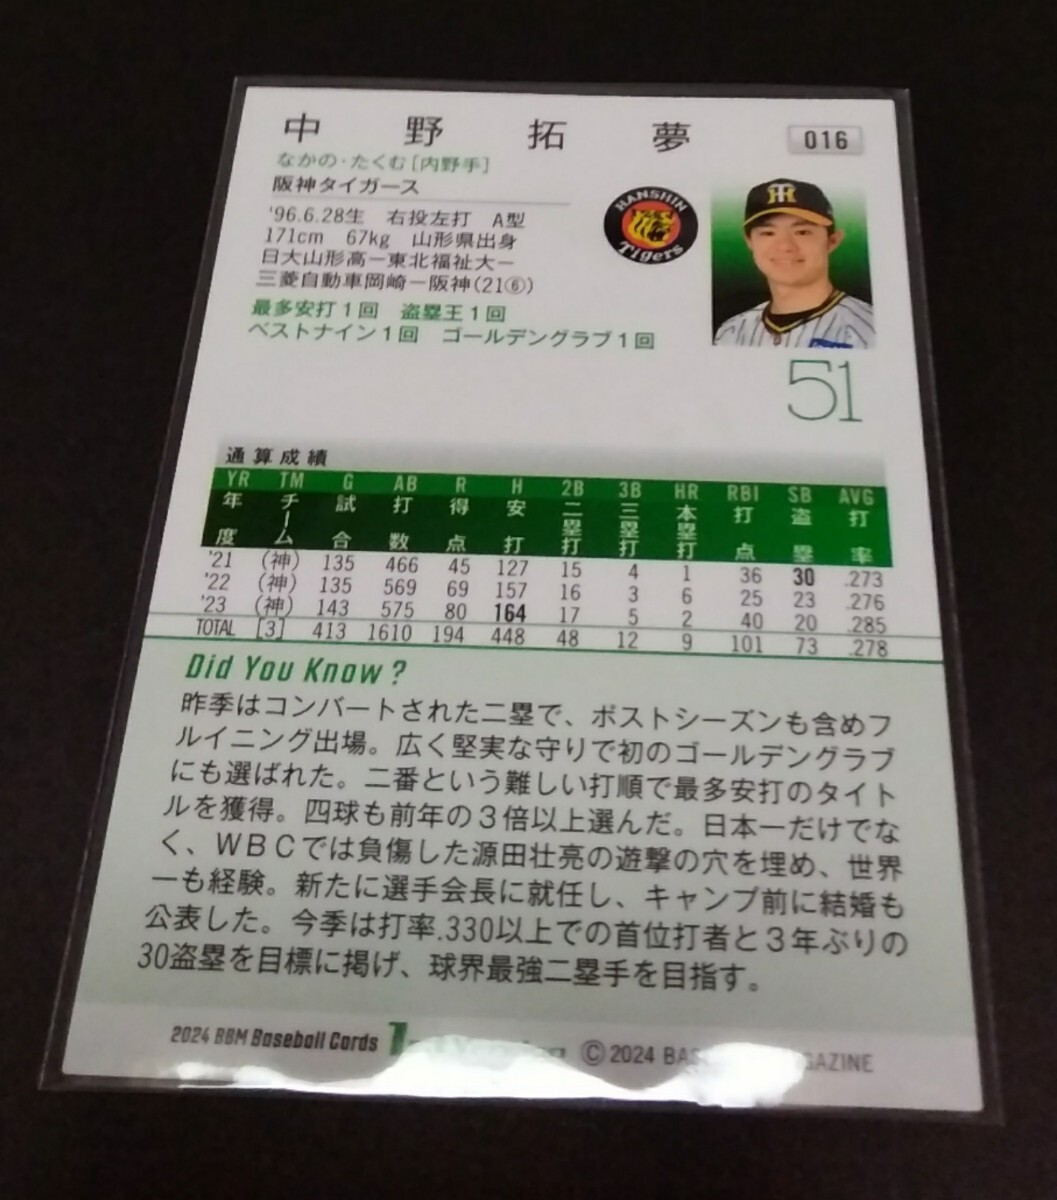 中野拓夢 016
なかの・たくむ[内野手]
阪神タイガース
'96.6.28生 右投左打 A型
171cm 67kg 山形県出身
日大山形高－東北福祉大－
三菱自動車岡崎－阪神(21⑥)
最多安打1回 盗塁王1回
ベストナイン1回 ゴールデングラブ1回
HANSHIN
Tigers
51
通算成績
YR TM G AB R H 2B 3B HR RBI SB AVG
年度 チーム 試合 打数 得点 安打 二塁打 三塁打 本塁打 打点 盗塁 打率
'21 (神) 135 466 45 127 15 4 1 36 30 .273
'22 (神) 135 569 69 157 16 3 6 25 23 .276
'23 (神) 143 575 80 164 17 5 2 40 20 .285
TOTAL [3] 413 1610 194 448 48 12 9 101 73 .278
Did You Know?
昨季はコンバートされた二塁で、ポストシーズンも含めフ
ルイニング出場。広く堅実な守りで初のゴールデングラブ
にも選ばれた。二番という難しい打順で最多安打のタイト
ルを獲得。四球も前年の3倍以上選んだ。日本一だけでな
く、WBCでは負傷した源田壮亮の遊撃の穴を埋め、世界
一も経験。新たに選手会長に就任し、キャンプ前に結婚も
公表した。今季は打率.330以上での首位打者と3年ぶりの
30盗塁を目標に掲げ、球界最強二塁手を目指す。
2024 BBM Baseball Cards 1st Version © 2024 BASEBALL MAGAZINE